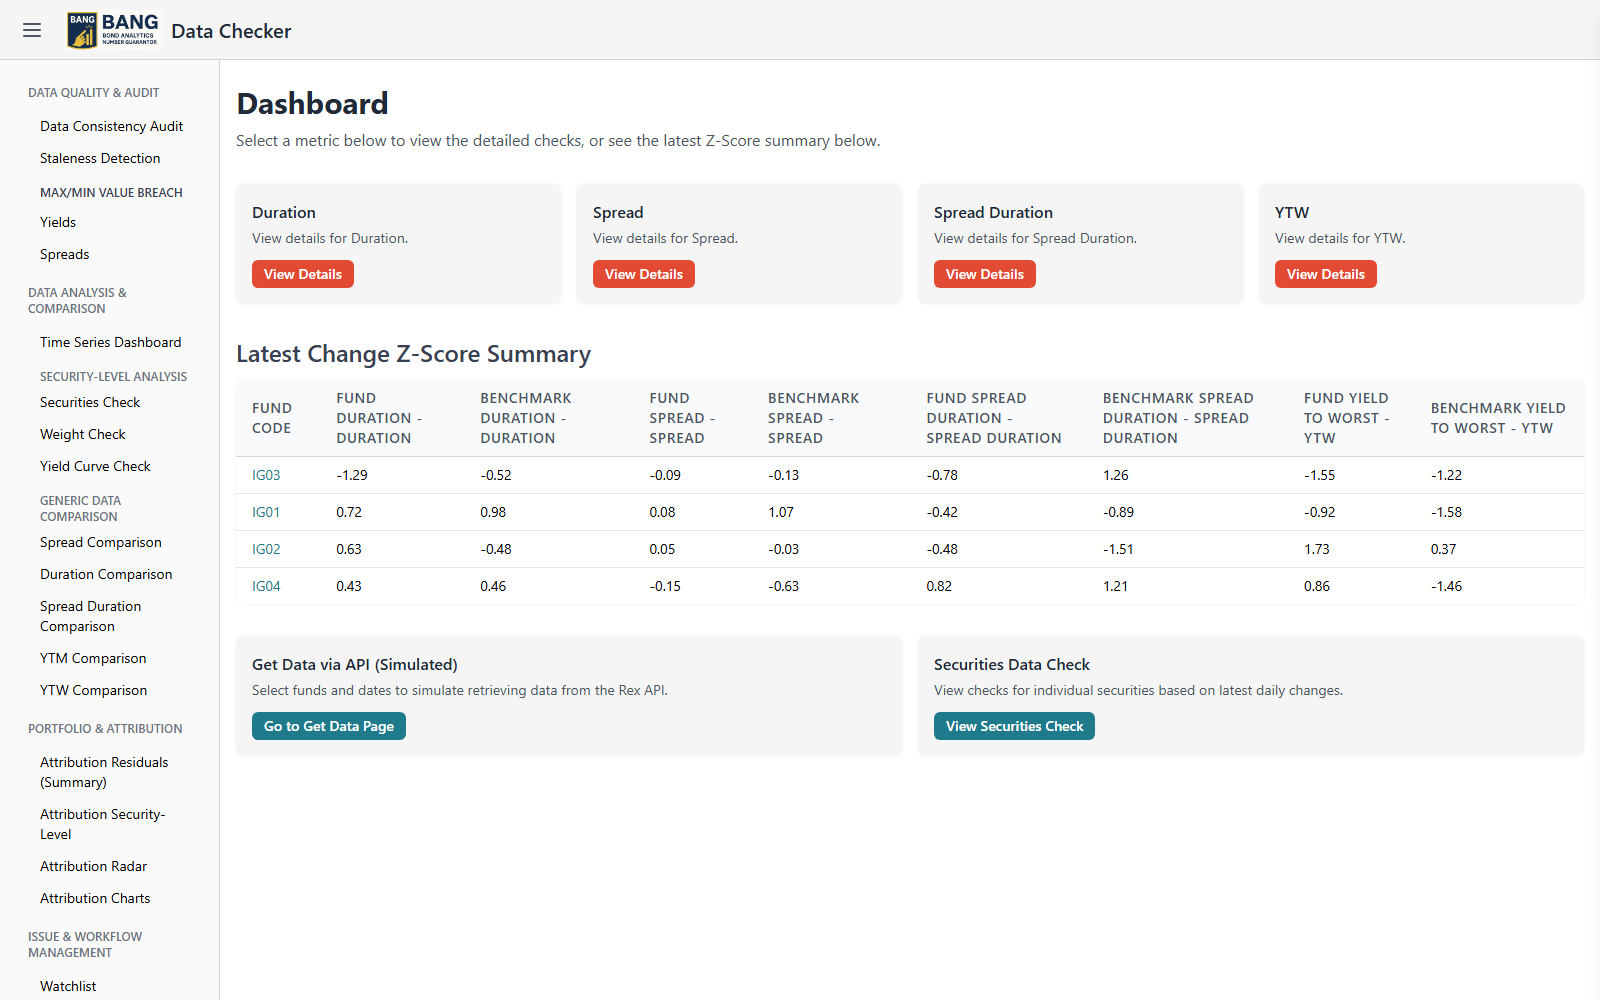 BANG
BANG
BOND ANALYTICS
NUMBER GUARANTOR
Data Checker
DATA QUALITY & AUDIT
Data Consistency Audit
Staleness Detection
MAX/MIN VALUE BREACH
Yields
Spreads
DATA ANALYSIS &
COMPARISON
Time Series Dashboard
SECURITY-LEVEL ANALYSIS
Securities Check
Weight Check
Yield Curve Check
GENERIC DATA
COMPARISON
Spread Comparison
Duration Comparison
Spread Duration
Comparison
YTM Comparison
YTW Comparison
PORTFOLIO & ATTRIBUTION
Attribution Residuals
(Summary)
Attribution Security-
Level
Attribution Radar
Attribution Charts
ISSUE & WORKFLOW
MANAGEMENT
Watchlist
Dashboard
Select a metric below to view the detailed checks, or see the latest Z-Score summary below.
Duration
View details for Duration.
View Details
Spread
View details for Spread.
View Details
Spread Duration
View details for Spread Duration.
View Details
YTW
View details for YTW.
View Details
Latest Change Z-Score Summary
FUND CODE FUND DURATION - DURATION BENCHMARK DURATION - DURATION FUND SPREAD - SPREAD BENCHMARK SPREAD - SPREAD FUND SPREAD DURATION - SPREAD DURATION BENCHMARK SPREAD DURATION - SPREAD DURATION FUND YIELD TO WORST - YTW BENCHMARK YIELD TO WORST - YTW
IG03 -1.29 -0.52 -0.09 -0.13 -0.78 1.26 -1.55 -1.22
IG01 0.72 0.98 0.08 1.07 -0.42 -0.89 -0.92 -1.58
IG02 0.63 -0.48 0.05 -0.03 -0.48 -1.51 1.73 0.37
IG04 0.43 0.46 -0.15 -0.63 0.82 1.21 0.86 -1.46
Get Data via API (Simulated)
Select funds and dates to simulate retrieving data from the Rex API.
Go to Get Data Page
Securities Data Check
View checks for individual securities based on latest daily changes.
View Securities Check